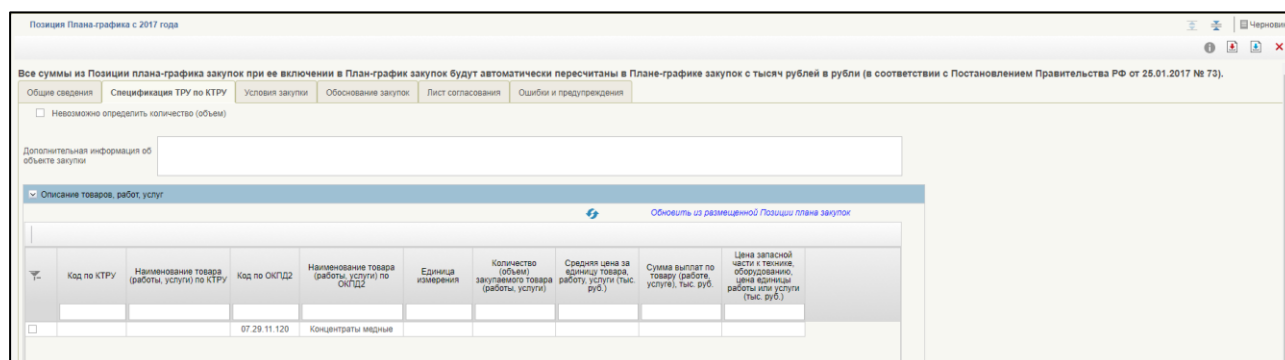 Позиция Плана-графика с 2017 года
Чернови
Все суммы из Позиции плана-графика закупок при ее включении в План-график закупок будут автоматически пересчитаны в Плане-графике закупок с тысяч рублей в рубли (в соответствии с Постановлением Правительства РФ от 25.01.2017 № 73).
Общие сведения Спецификация ТРУ по КТРУ Условия закупки Обоснование закупок Лист согласования Ошибки и предупреждения
Невозможно определить количество (объем)
Дополнительная информация об
объекте закупки
Описание товаров, работ, услуг
Обновить из размещенной Позиции плана закупок
Код по КТРУ
Наименование товара
(работы, услуги) по КТРУ
Код по ОКПД2
Наименование товара
(работы, услуги) по
ОКПД2
Единица
измерения
Количество
(объем)
закупаемого товара
(работы, услуги)
Средняя цена за
единицу товара,
работу, услуги (тыс.
руб.)
Сумма выплат по
товару (работе,
услуге), тыс. руб.
Цена запасной
части к технике,
оборудованию,
цена единицы
работы или услуги
(тыс. руб.)
07.29.11.120 Концентраты медные